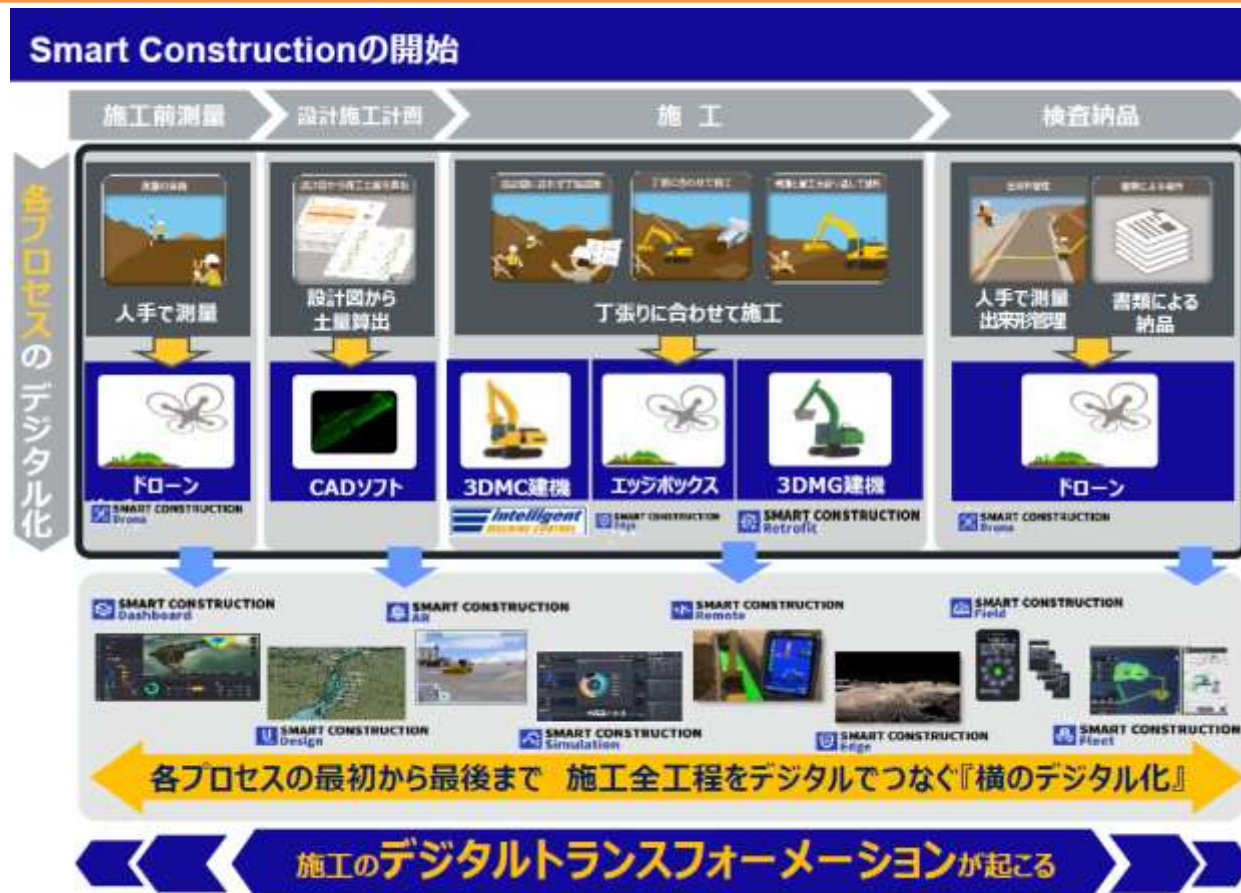 Smart Constructionの開始
施工前測量
設計施工計画
施 工
検査納品
各プロセスの デジタル化
人手で測量
設計図から
土量算出
丁張りに合わせて施工
人手で測量
出来形管理
書類による
納品
ドローン
CADソフト
3DMC建機
エッジボックス
3DMG建機
ドローン
SMART CONSTRUCTION
Drone
intelligent
MACHINE CONTROL
SMART CONSTRUCTION
Edge
SMART CONSTRUCTION
Retrofit
SMART CONSTRUCTION
Drone
SMART CONSTRUCTION
Dashboard
SMART CONSTRUCTION
AR
SMART CONSTRUCTION
Remote
SMART CONSTRUCTION
Field
SMART CONSTRUCTION
Design
SMART CONSTRUCTION
Simulation
SMART CONSTRUCTION
Edge
SMART CONSTRUCTION
Fleet
各プロセスの最初から最後まで 施工全工程をデジタルでつなぐ『横のデジタル化』
施工のデジタルトランスフォーメーションが起こる